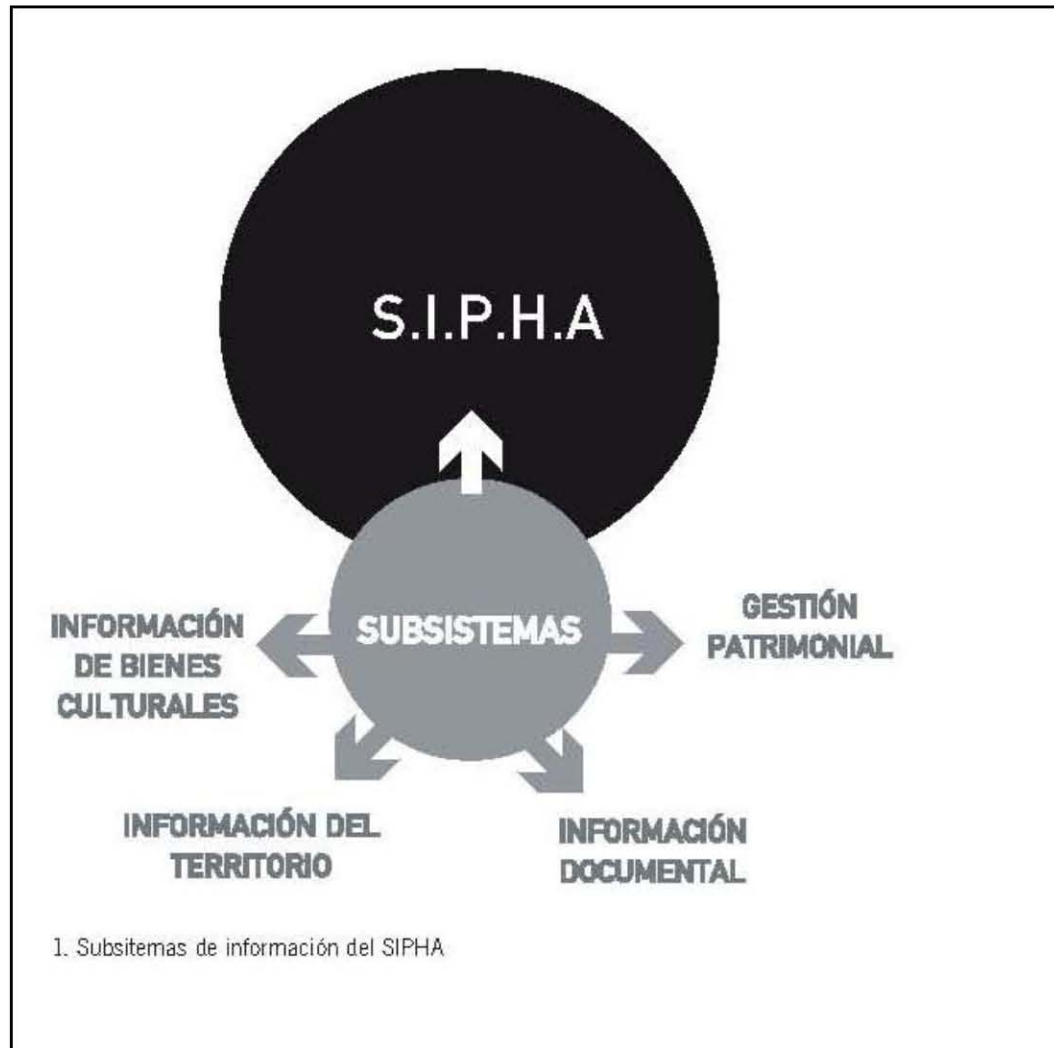 S.I.P.H.A
SUBSISTEMAS
INFORMACIÓN
DE BIENES
CULTURALES
GESTIÓN
PATRIMONIAL
INFORMACIÓN DEL
TERRITORIO
INFORMACIÓN
DOCUMENTAL
1. Subsitemas de información del SIPHA